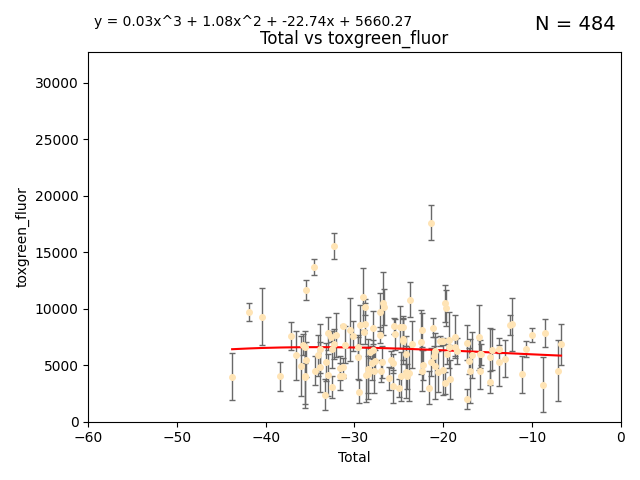 y = 0.03x^3 + 1.08x^2 + -22.74x + 5660.27
N = 484
Total vs toxgreen_fluor
30000
25000
20000
15000
10000
5000
0
toxgreen_fluor
−60
−50
−40
−30
−20
−10
0
Total